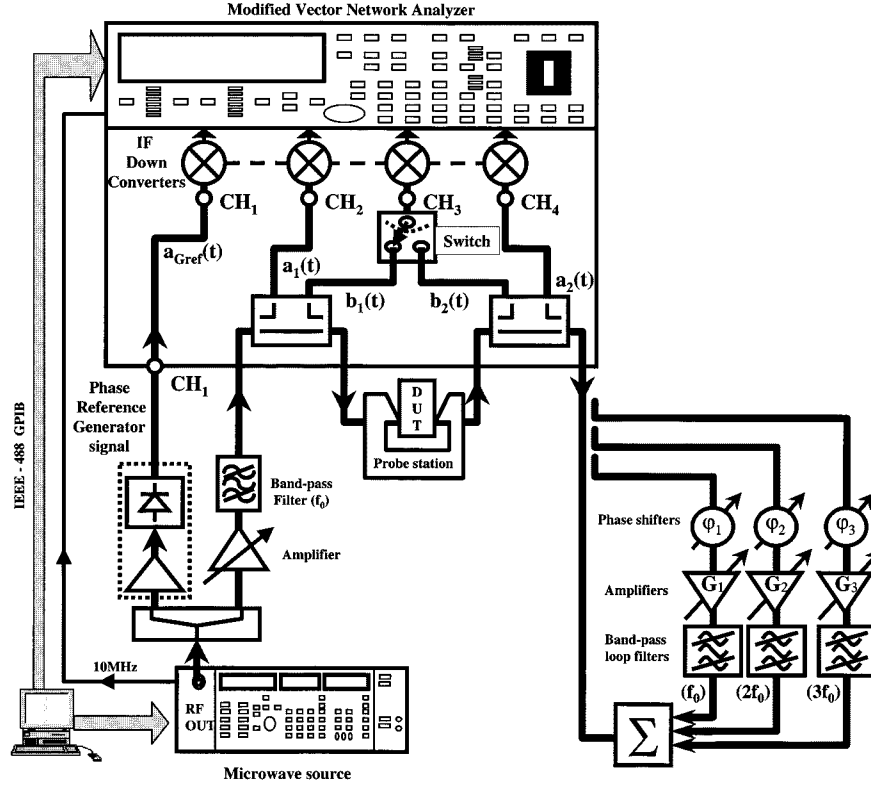 Modified Vector Network Analyzer
IF
Down
Converters
CH1
CH2
CH3
CH4
Switch
aGref(t)
a1(t)
b1(t)
b2(t)
a2(t)
CH1
Phase
Reference
Generator
signal
D
U
T
Probe station
IEEE - 488 GPIB
Band-pass
Filter (f0)
Amplifier
Phase shifters
φ1
φ2
φ3
Amplifiers
G1
G2
G3
Band-pass
loop filters
(f0)
(2f0)
(3f0)
Σ
10MHz
RF
OUT
Microwave source